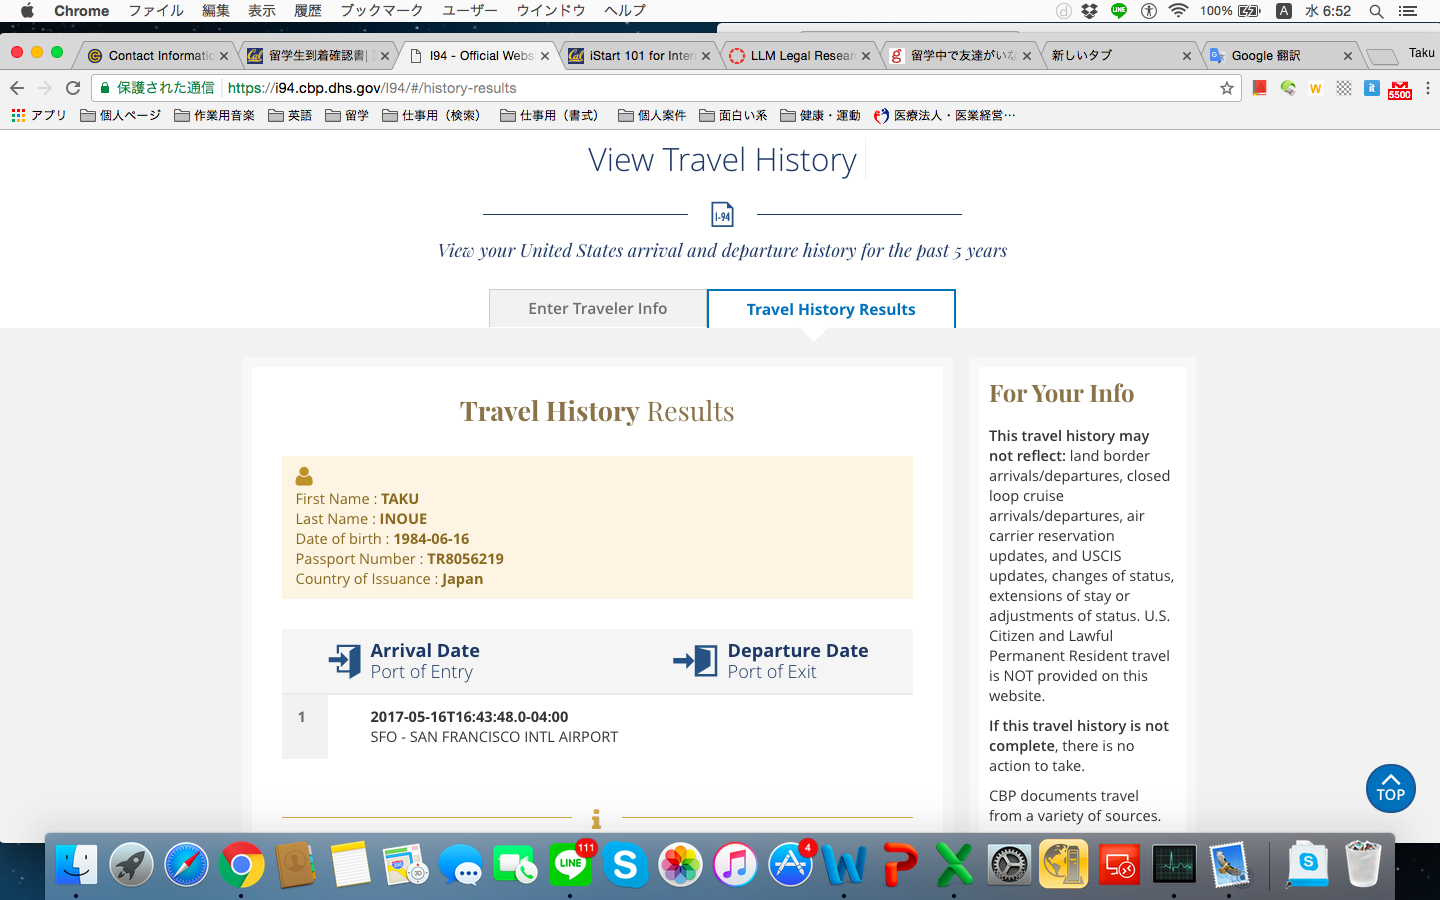 Chrome ファイル 編集 表示 履歴 ブックマーク ユーザー ウインドウ ヘルプ 100% A 水 6:52
Contact Informatio
留学生到着確認書|
I94 - Official Webs
iStart 101 for Inter
LLM Legal Resear
留学中で友達がいな
新しいタブ
Google 翻訳
Taku
保護された通信 https://i94.cbp.dhs.gov/I94/#/history-results
アプリ 個人ページ 作業用音楽 英語 留学 仕事用（検索） 仕事用（書式） 個人案件 面白い系 健康・運動 医療法人・医業経営…
5500
View Travel History
I-94
View your United States arrival and departure history for the past 5 years
Enter Traveler Info
Travel History Results
Travel History Results
First Name : TAKU
Last Name : INOUE
Date of birth : 1984-06-16
Passport Number : TR8056219
Country of Issuance : Japan
Arrival Date
Port of Entry
Departure Date
Port of Exit
1
2017-05-16T16:43:48.0-04:00
SFO - SAN FRANCISCO INTL AIRPORT
For Your Info
This travel history may
not reflect: land border
arrivals/departures, closed
loop cruise
arrivals/departures, air
carrier reservation
updates, and USCIS
updates, changes of status,
extensions of stay or
adjustments of status. U.S.
Citizen and Lawful
Permanent Resident travel
is NOT provided on this
website.
If this travel history is not
complete, there is no
action to take.
CBP documents travel
from a variety of sources.
TOP
LINE
111
4